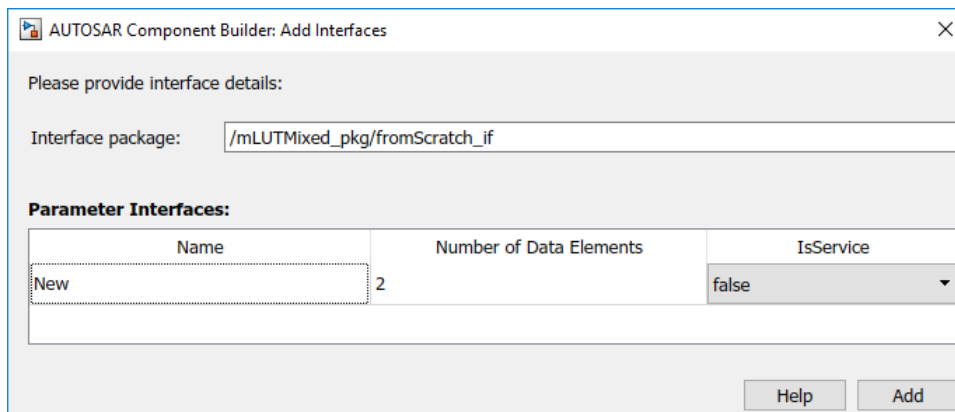 AUTOSAR Component Builder: Add Interfaces
Please provide interface details:
Interface package: /mLUTMixed_pkg/fromScratch_if
Parameter Interfaces:
Name Number of Data Elements IsService
New 2 false
Help Add